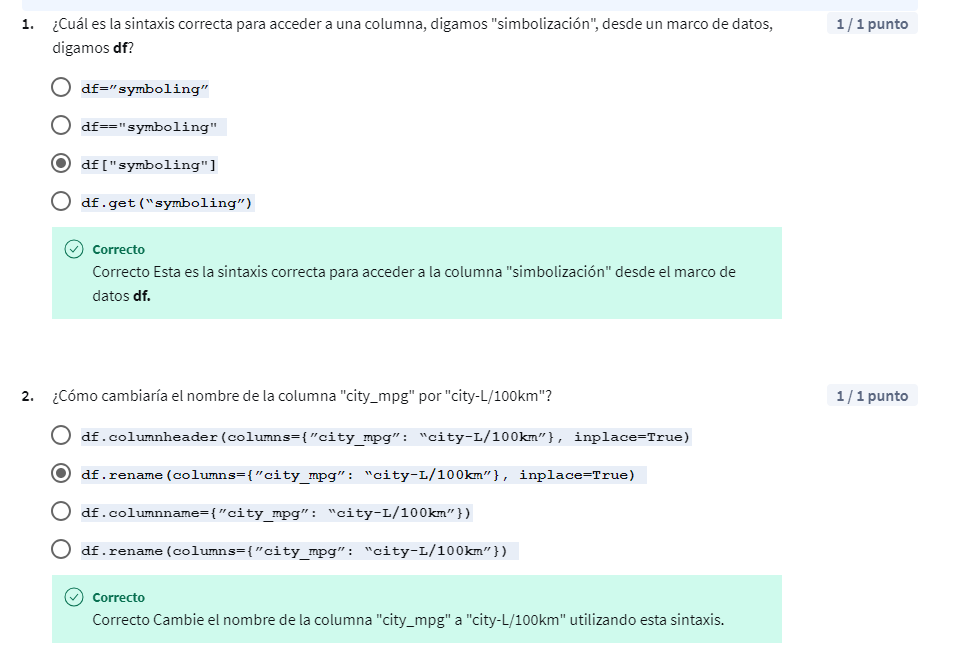 1. ¿Cuál es la sintaxis correcta para acceder a una columna, digamos "simbolización", desde un marco de datos, 1 / 1 punto
digamos df?
df=”symboling”
df=="symboling"
df["symboling"]
df.get(“symboling”)
Correcto
Correcto Esta es la sintaxis correcta para acceder a la columna "simbolización" desde el marco de
datos df.
2. ¿Cómo cambiaría el nombre de la columna "city_mpg" por "city-L/100km"? 1 / 1 punto
df.columnheader(columns={”city_mpg”: “city-L/100km”}, inplace=True)
df.rename(columns={”city_mpg”: “city-L/100km”}, inplace=True)
df.columnname={”city_mpg”: “city-L/100km”})
df.rename(columns={”city_mpg”: “city-L/100km”})
Correcto
Correcto Cambie el nombre de la columna "city_mpg" a "city-L/100km" utilizando esta sintaxis.